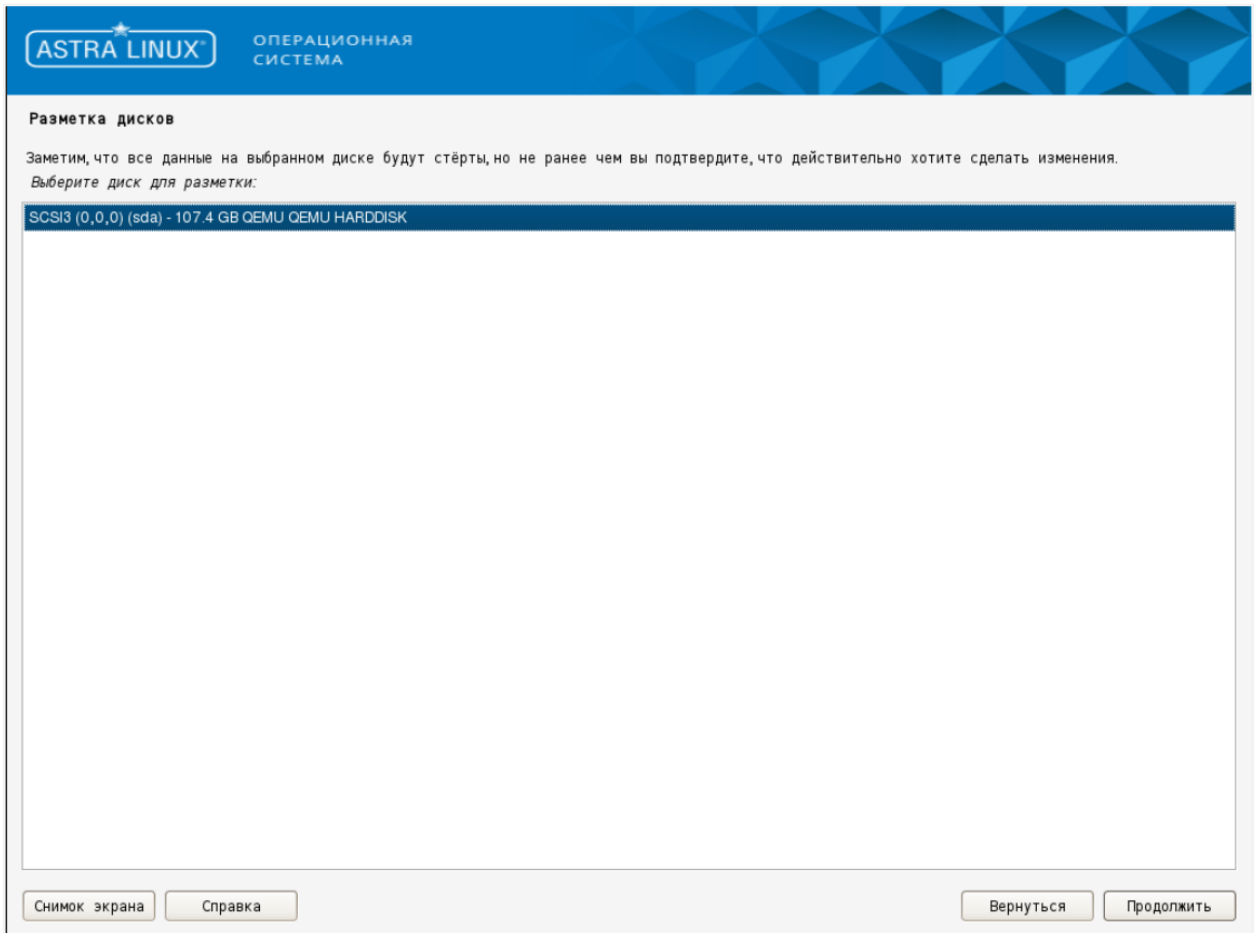 ASTRA LINUX®
ОПЕРАЦИОННАЯ
СИСТЕМА
Разметка дисков
Заметим, что все данные на выбранном диске будут стёрты, но не ранее чем вы подтвердите, что действительно хотите сделать изменения.
Выберите диск для разметки:
SCSI3 (0,0,0) (sda) - 107.4 GB QEMU QEMU HARDDISK
Снимок экрана Справка Вернуться Продолжить